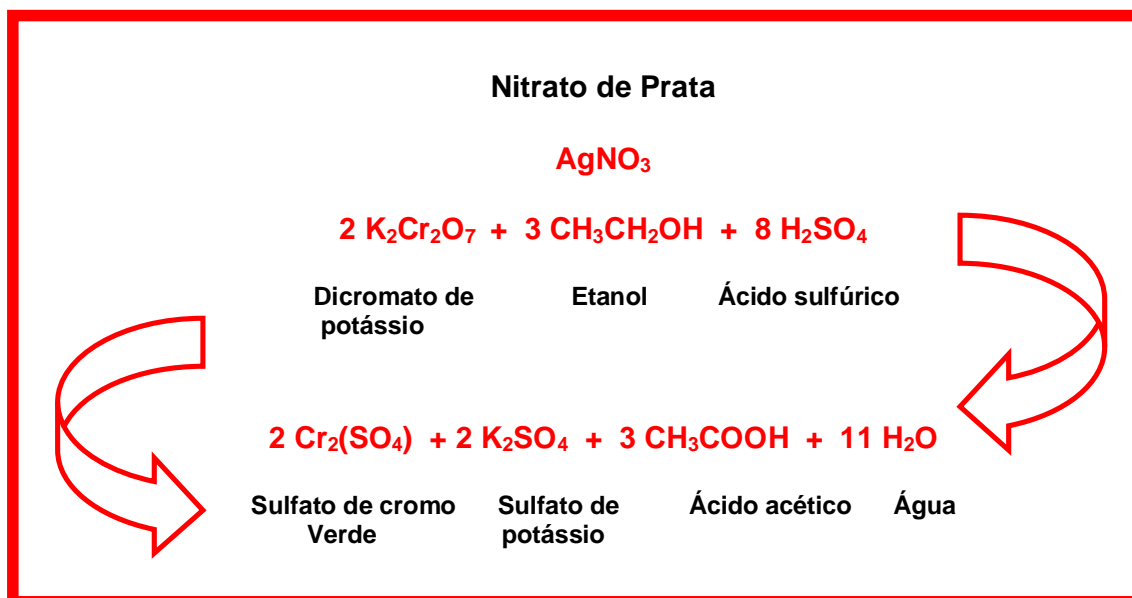 Nitrato de Prata
AgNO₃
2 K₂Cr₂O₇ + 3 CH₃CH₂OH + 8 H₂SO₄
Dicromato de potássio Etanol Ácido sulfúrico
2 Cr₂(SO₄) + 2 K₂SO₄ + 3 CH₃COOH + 11 H₂O
Sulfato de cromo Verde Sulfato de potássio Ácido acético Água